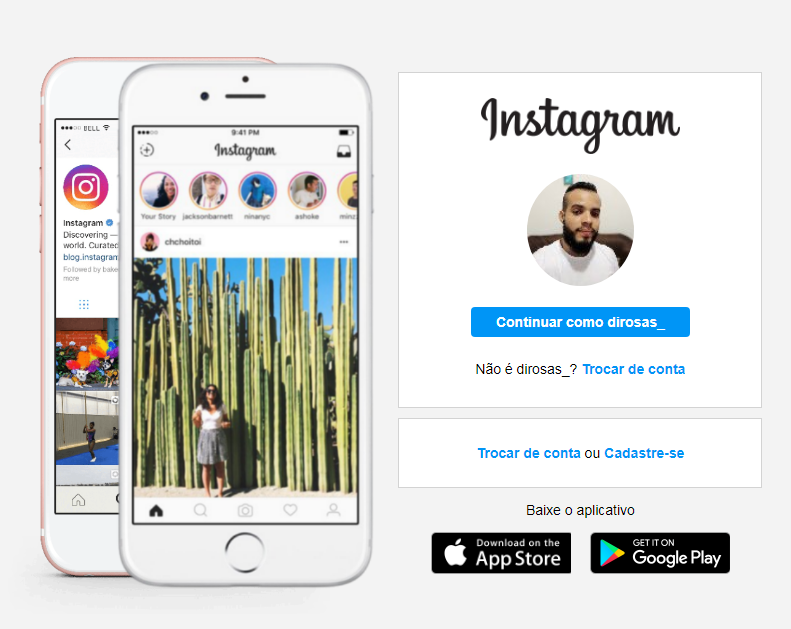 BELL
Instagram
Discovering —
world. Curated
blog.instagram
Followed by bake
more
9:41 PM
Instagram
Your Story jacksonbarnett ninanyc ashoke minz
chchoitoi
Instagram
Continuar como dirosas_
Não é dirosas_? Trocar de conta
Trocar de conta ou Cadastre-se
Baixe o aplicativo
Download on the
App Store
GET IT ON
Google Play